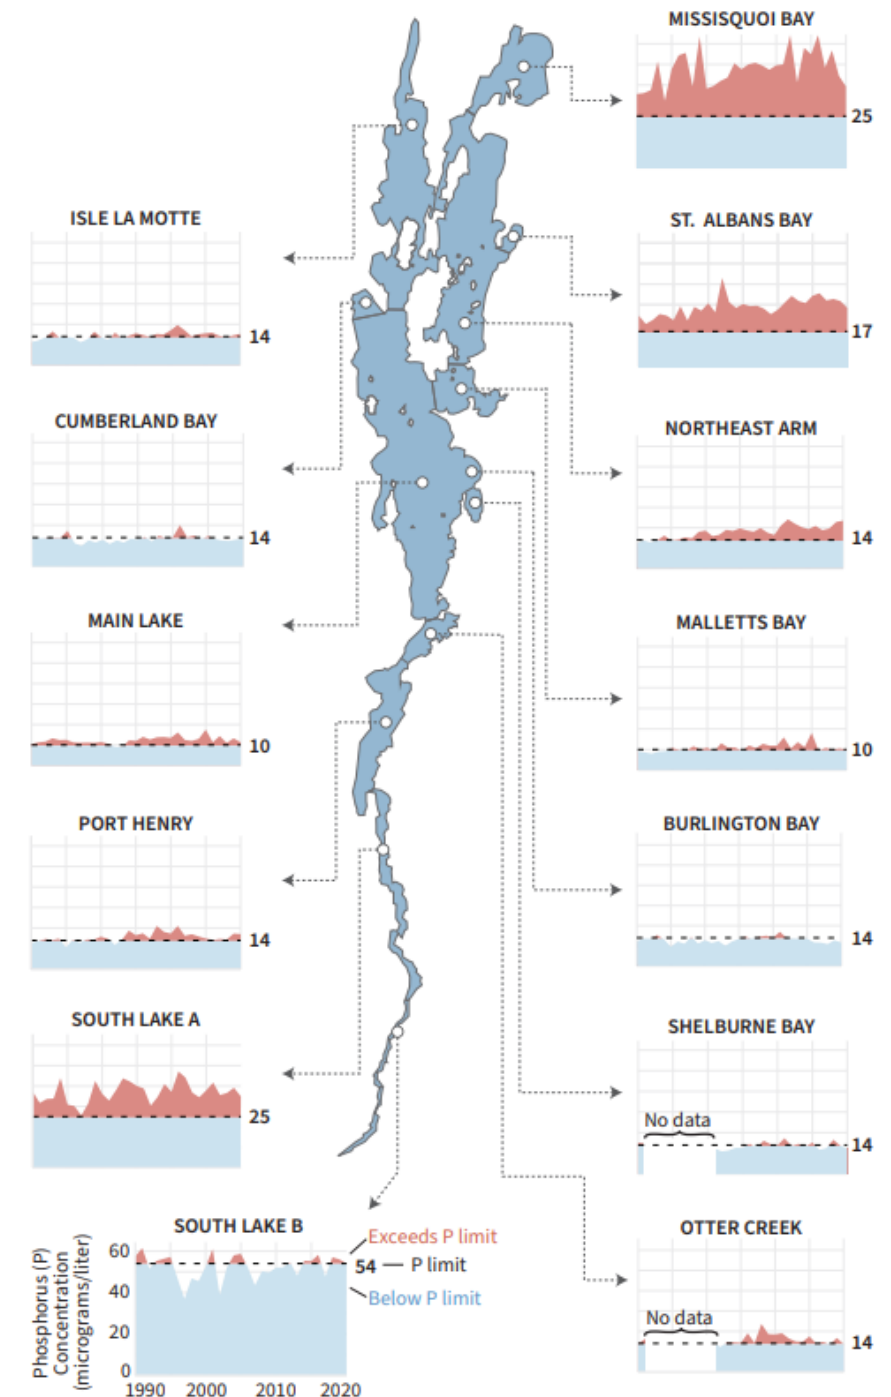 MISSISQUOI BAY
25
ISLE LA MOTTE
14
ST. ALBANS BAY
17
CUMBERLAND BAY
14
NORTHEAST ARM
14
MAIN LAKE
10
MALLETTS BAY
10
PORT HENRY
14
BURLINGTON BAY
14
SOUTH LAKE A
25
SHELBURNE BAY
No data
14
SOUTH LAKE B
Phosphorus (P)
Concentration
(micrograms/liter)
60
40
20
0
1990 2000 2010 2020
Exceeds P limit
54 — P limit
Below P limit
OTTER CREEK
No data
14